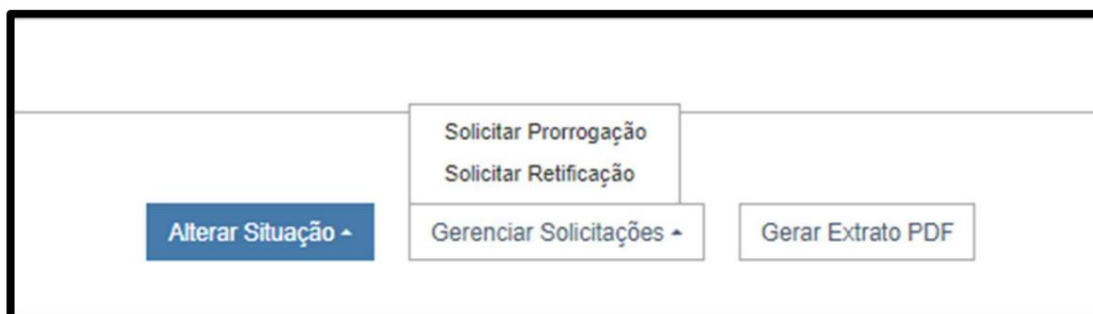 Solicitar Prorrogação
Solicitar Retificação
Alterar Situação
Gerenciar Solicitações
Gerar Extrato PDF